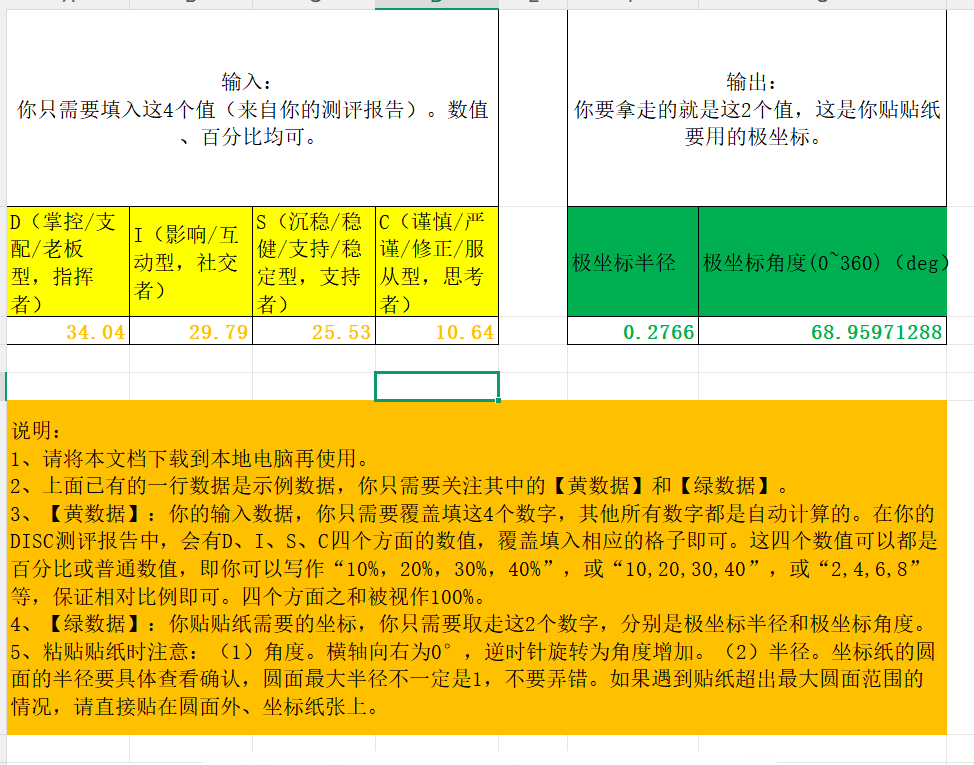 输入：
你只需要填入这4个值（来自你的测评报告）。数值
、百分比均可。
输出：
你要拿走的就是这2个值，这是你贴贴纸
要用的极坐标。
D（掌控/支
配/老板
型，指挥
者）
I（影响/互
动型，社交
者）
S（沉稳/稳
健/支持/稳
定型，支持
者）
C（谨慎/严
谨/修正/服
从型，思考
者）
极坐标半径
极坐标角度(0~360)（deg）
34.04
29.79
25.53
10.64
0.2766
68.95971288
说明：
1、请将本文档下载到本地电脑再使用。
2、上面已有的一行数据是示例数据，你只需要关注其中的【黄数据】和【绿数据】。
3、【黄数据】：你的输入数据，你只需要覆盖填这4个数字，其他所有数字都是自动计算的。在你的
DISC测评报告中，会有D、I、S、C四个方面的数值，覆盖填入相应的格子即可。这四个数值可以都是
百分比或普通数值，即你可以写作“10%，20%，30%，40%”，或“10,20,30,40”，或“2,4,6,8”
等，保证相对比例即可。四个方面之和被视作100%。
4、【绿数据】：你贴贴纸需要的坐标，你只需要取走这2个数字，分别是极坐标半径和极坐标角度。
5、粘贴贴纸时注意：（1）角度。横轴向右为0°，逆时针旋转为角度增加。（2）半径。坐标纸的圆
面的半径要具体查看确认，圆面最大半径不一定是1，不要弄错。如果遇到贴纸超出最大圆面范围的
情况，请直接贴在圆面外、坐标纸张上。